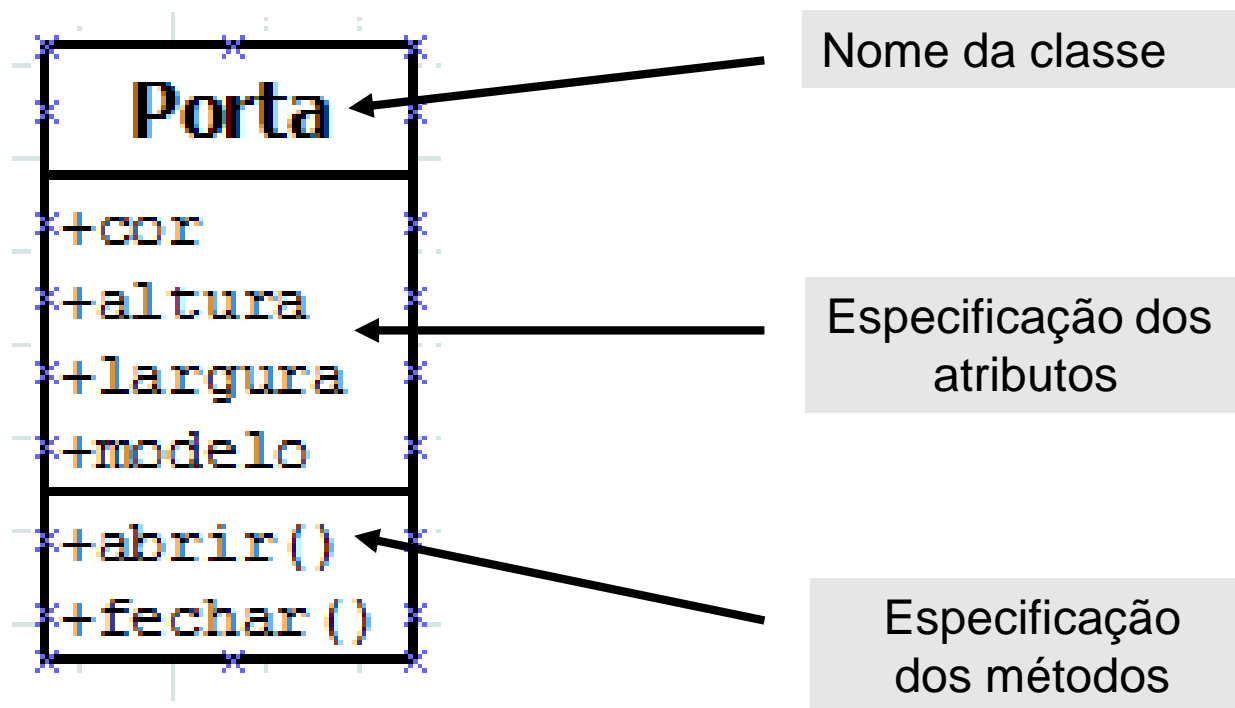 Porta
+cor
+altura
+largura
+modelo
+abrir()
+fechar()
Nome da classe
Especificação dos
atributos
Especificação
dos métodos